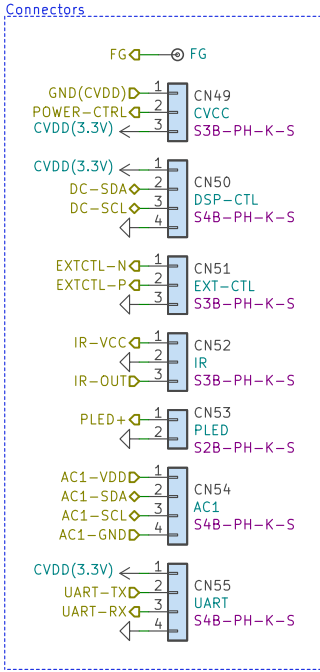 Connectors
FG FG
GND(CVDD) 1 CN49
POWER-CTRL 2 CVCC
CVDD(3.3V) 3 S3B-PH-K-S
CVDD(3.3V) 1 CN50
DC-SDA 2 DSP-CTL
DC-SCL 3 S4B-PH-K-S
4
EXTCTL-N 1 CN51
EXTCTL-P 2 EXT-CTL
3 S3B-PH-K-S
IR-VCC 1 CN52
2 IR
IR-OUT 3 S3B-PH-K-S
PLED+ 1 CN53
2 PLED
S2B-PH-K-S
AC1-VDD 1 CN54
AC1-SDA 2 AC1
AC1-SCL 3 S4B-PH-K-S
AC1-GND 4
CVDD(3.3V) 1 CN55
UART-TX 2 UART
UART-RX 3 S4B-PH-K-S
4